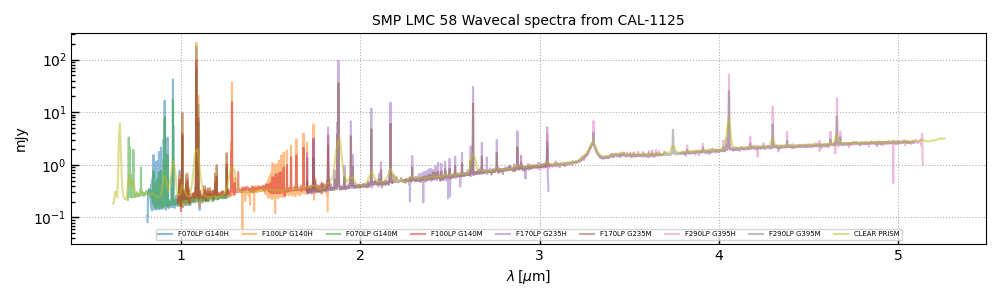 SMP LMC 58 Wavecal spectra from CAL-1125
mJy
10²
10¹
10⁰
10⁻¹
F070LP G140H F100LP G140H F070LP G140M F100LP G140M F170LP G235H F170LP G235M F290LP G395H F290LP G395M CLEAR PRISM
1 2 3 4 5
λ [μm]